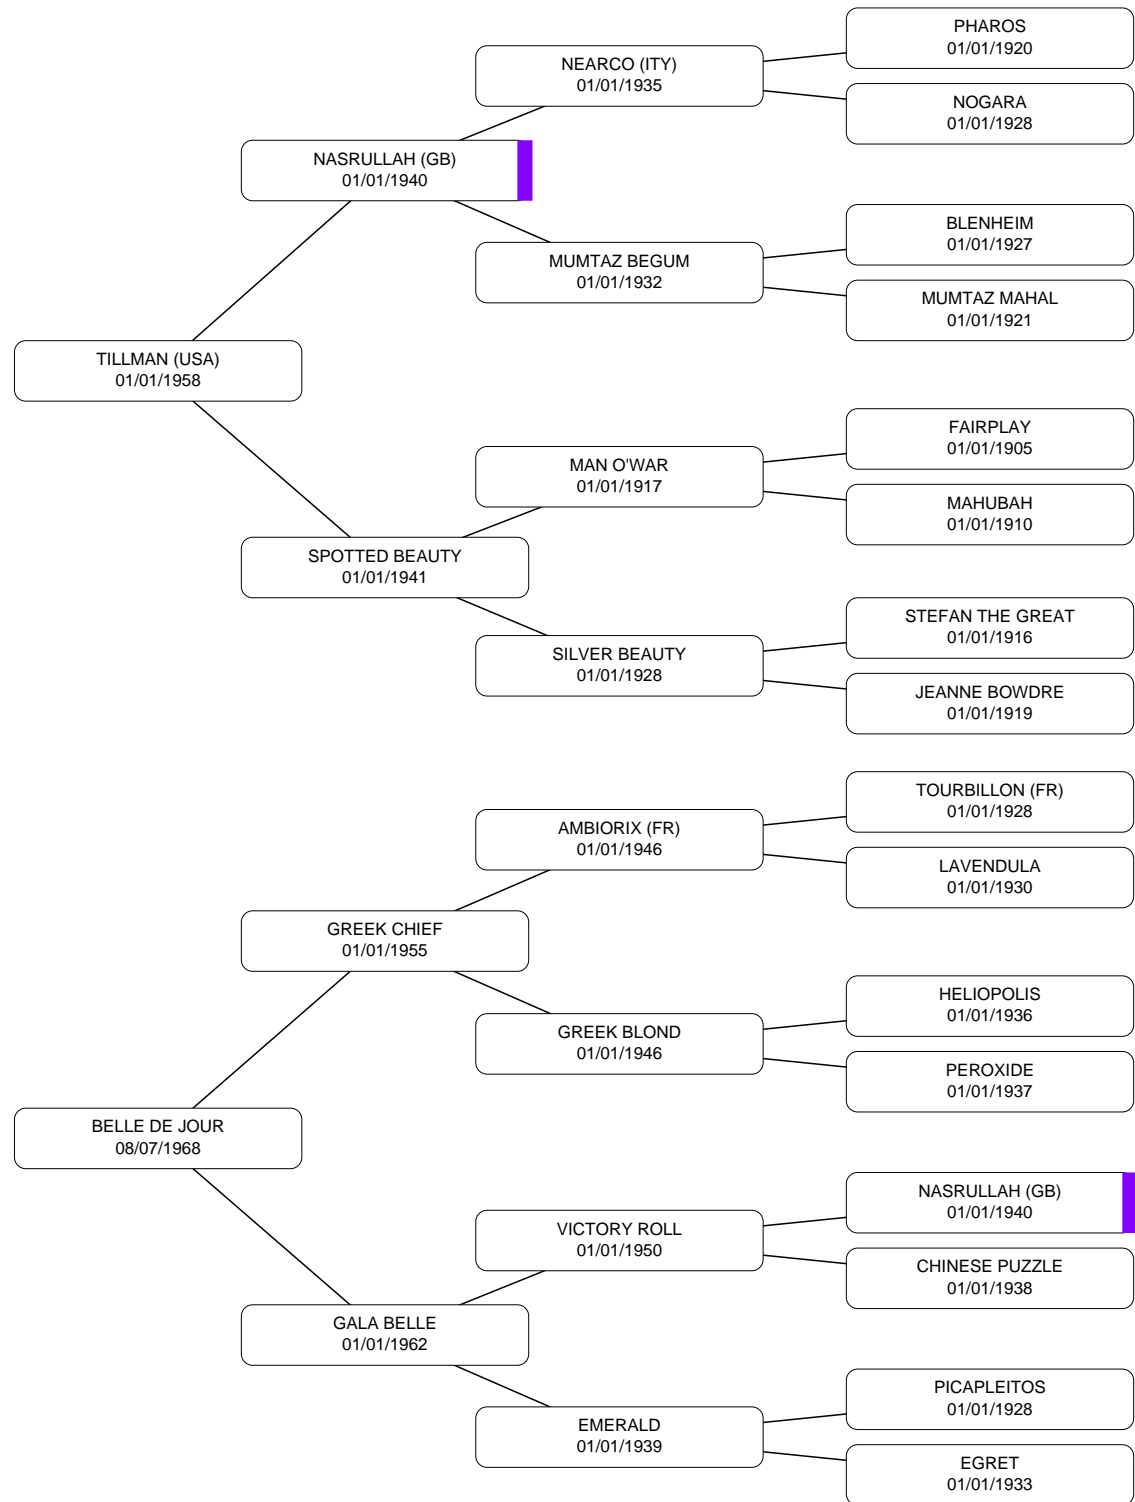 PHAROS
01/01/1920
NEARCO (ITY)
01/01/1935
NOGARA
01/01/1928
NASRULLAH (GB)
01/01/1940
BLENHEIM
01/01/1927
MUMTAZ BEGUM
01/01/1932
MUMTAZ MAHAL
01/01/1921
TILLMAN (USA)
01/01/1958
FAIRPLAY
01/01/1905
MAN O'WAR
01/01/1917
MAHUBAH
01/01/1910
SPOTTED BEAUTY
01/01/1941
STEFAN THE GREAT
01/01/1916
SILVER BEAUTY
01/01/1928
JEANNE BOWDRE
01/01/1919
TOURBILLON (FR)
01/01/1928
AMBIORIX (FR)
01/01/1946
LAVENDULA
01/01/1930
GREEK CHIEF
01/01/1955
HELIOPOLIS
01/01/1936
GREEK BLOND
01/01/1946
PEROXIDE
01/01/1937
BELLE DE JOUR
08/07/1968
NASRULLAH (GB)
01/01/1940
VICTORY ROLL
01/01/1950
CHINESE PUZZLE
01/01/1938
GALA BELLE
01/01/1962
PICAPLEITOS
01/01/1928
EMERALD
01/01/1939
EGRET
01/01/1933